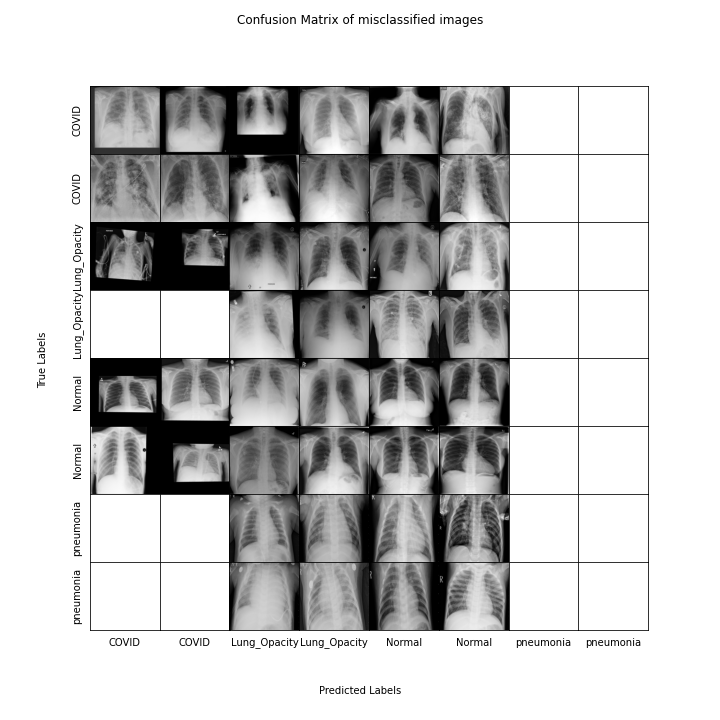 Confusion Matrix of misclassified images
COVID
COVID
Lung_Opacity
Lung_Opacity
Normal
Normal
pneumonia
pneumonia
True Labels
COVID COVID Lung_Opacity Lung_Opacity Normal Normal pneumonia pneumonia
Predicted Labels